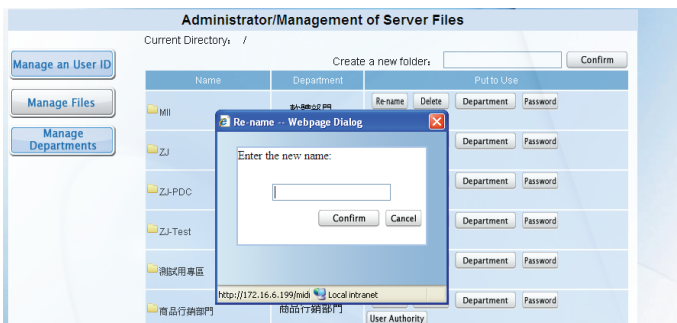 Administrator/Management of Server Files
Current Directory: /
Manage an User ID
Create a new folder:
Confirm
Name Department Put to Use
Manage Files
MII 軟體部門 Re-name Delete Department Password
Manage
Departments
Re-name -- Webpage Dialog
ZJ Department Password
Enter the new name:
ZJ-PDC Department Password
Confirm Cancel
ZJ-Test Department Password
測試用專區 Department Password
http://172.16.6.199/midi Local intranet
商品行銷部門 商品行銷部門 Department Password
User Authority